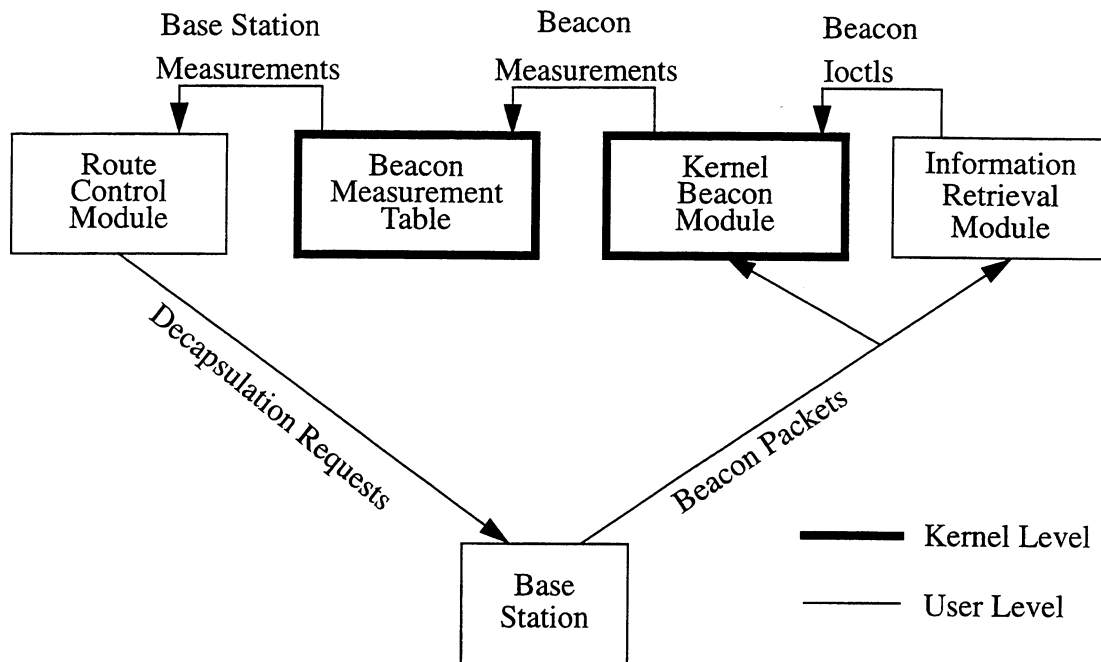 Base Station
Measurements
Beacon
Measurements
Beacon
Ioctls
Route
Control
Module
Beacon
Measurement
Table
Kernel
Beacon
Module
Information
Retrieval
Module
Decapsulation Requests
Beacon Packets
Base
Station
Kernel Level
User Level